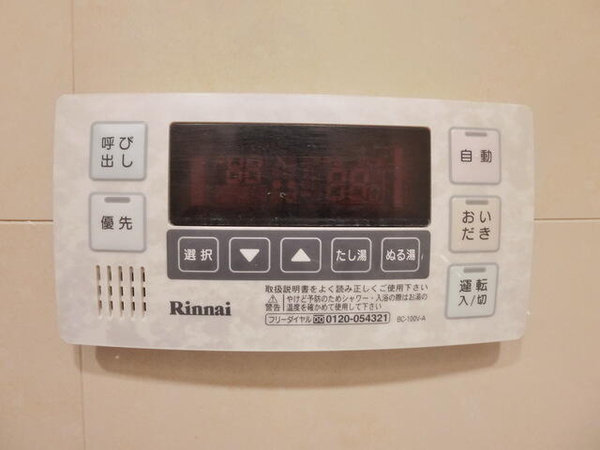 呼び
出し
優先
自動
おい
だき
運転
入/切
選択
▼
▲
たし湯
ぬる湯
取扱説明書をよく読み正しくご使用下さい
警告
やけど予防のためシャワー・入浴の際はお湯の
温度を確かめて使用して下さい
フリーダイヤル 0120-054321
BC-100V-A
Rinnai